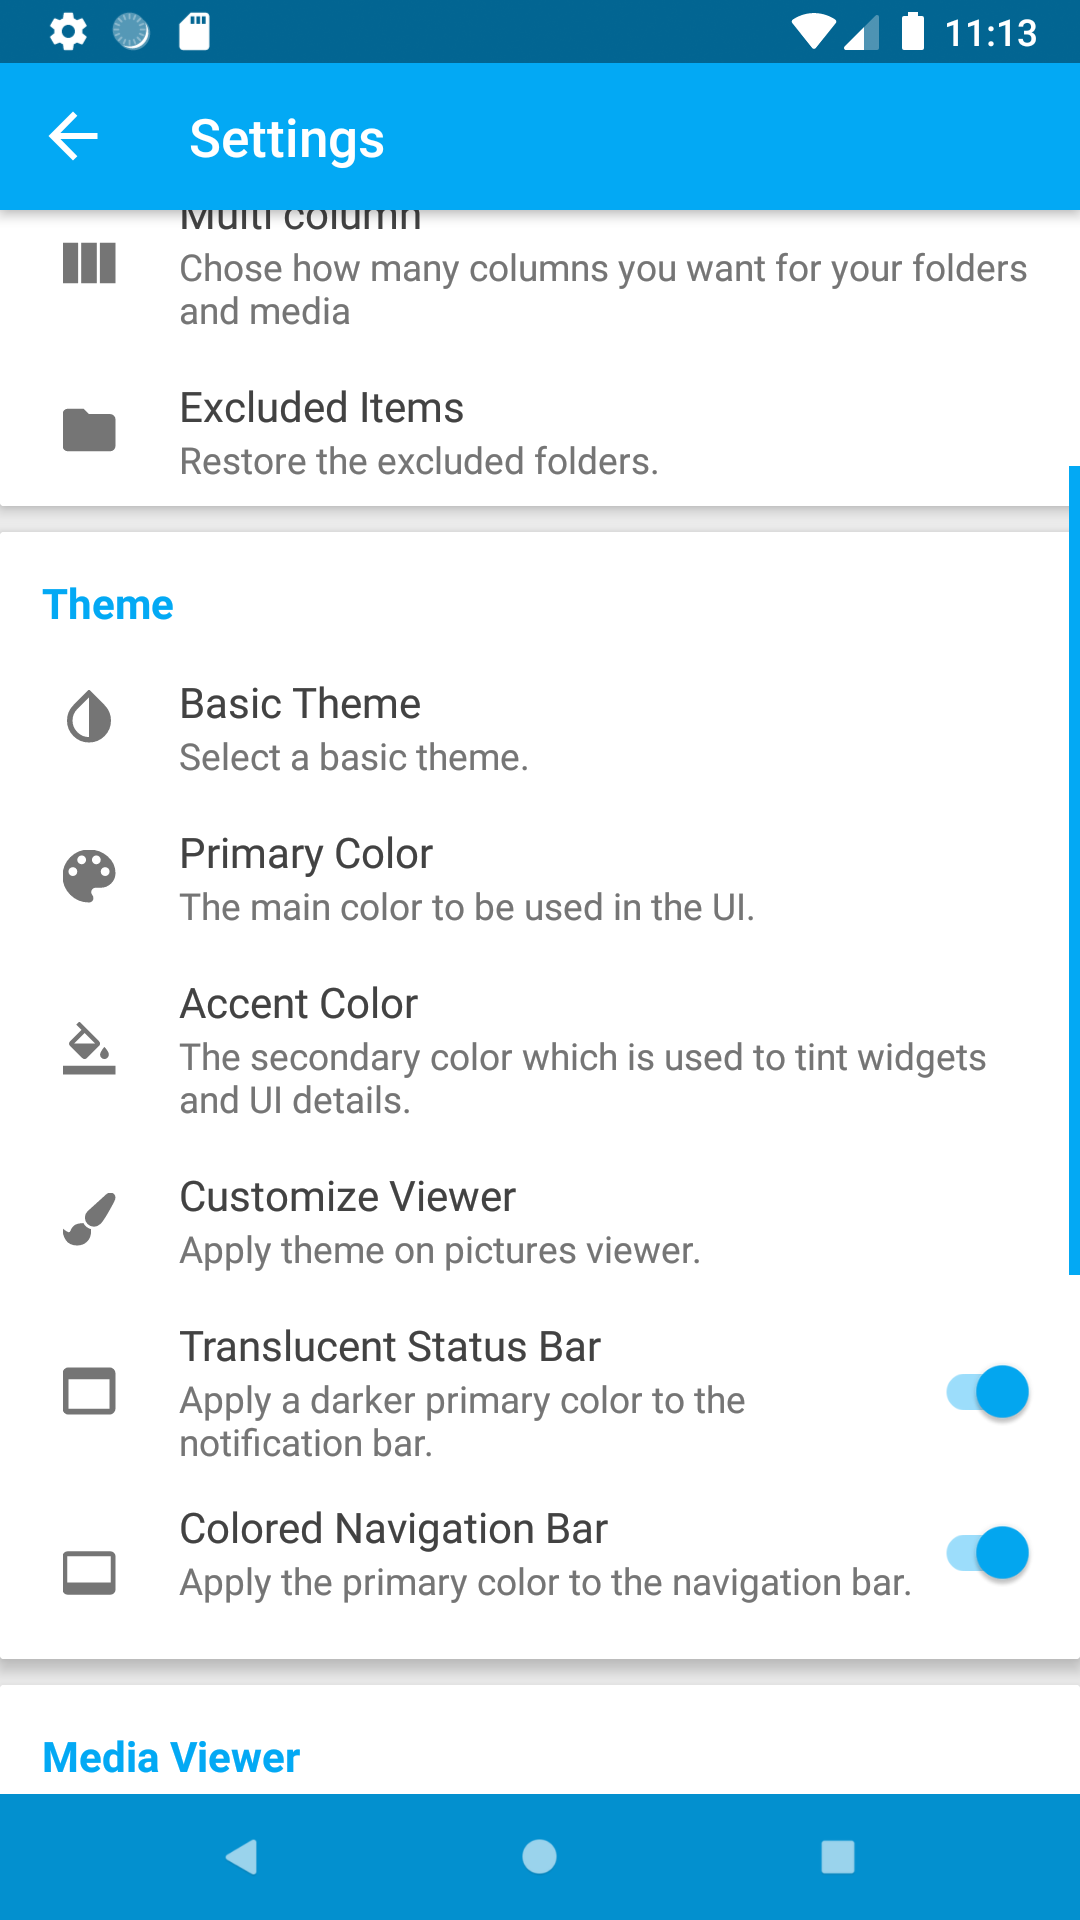 11:13
Settings
Multi column
Chose how many columns you want for your folders
and media
Excluded Items
Restore the excluded folders.
Theme
Basic Theme
Select a basic theme.
Primary Color
The main color to be used in the UI.
Accent Color
The secondary color which is used to tint widgets
and UI details.
Customize Viewer
Apply theme on pictures viewer.
Translucent Status Bar
Apply a darker primary color to the
notification bar.
Colored Navigation Bar
Apply the primary color to the navigation bar.
Media Viewer